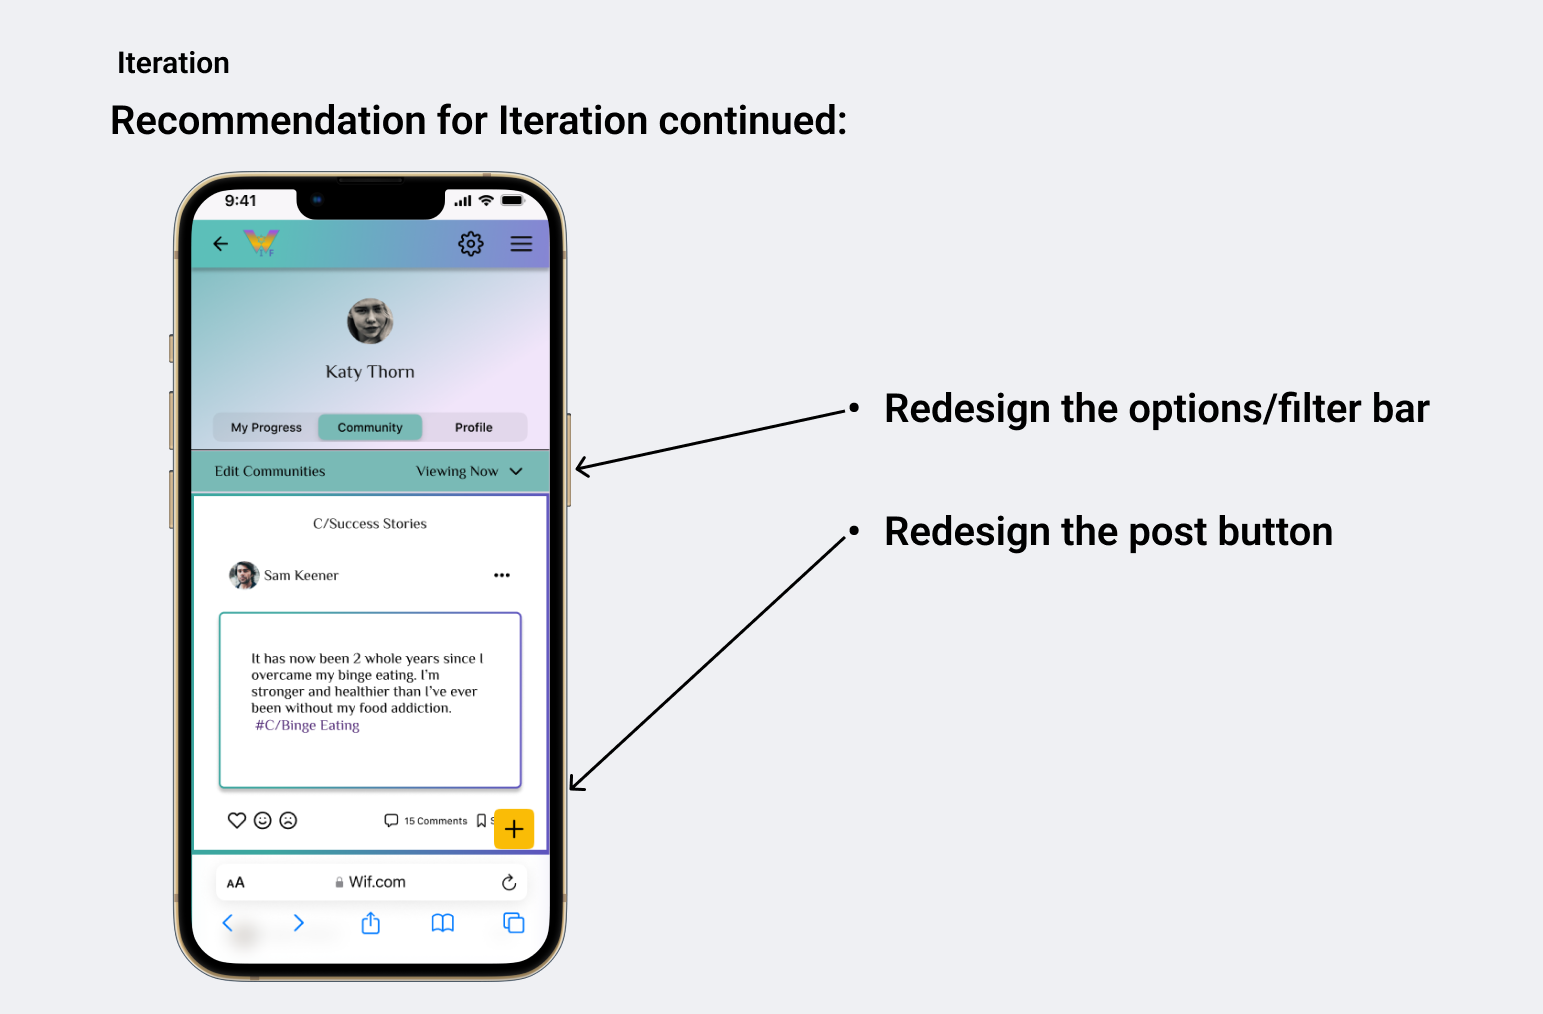 Iteration
Recommendation for Iteration continued:
9:41
W
I F
Katy Thorn
My Progress Community Profile
Edit Communities Viewing Now
C/Success Stories
Sam Keener
It has now been 2 whole years since I
overcame my binge eating. I'm
stronger and healthier than I've ever
been without my food addiction.
#C/Binge Eating
15 Comments S
AA Wif.com
• Redesign the options/filter bar
• Redesign the post button